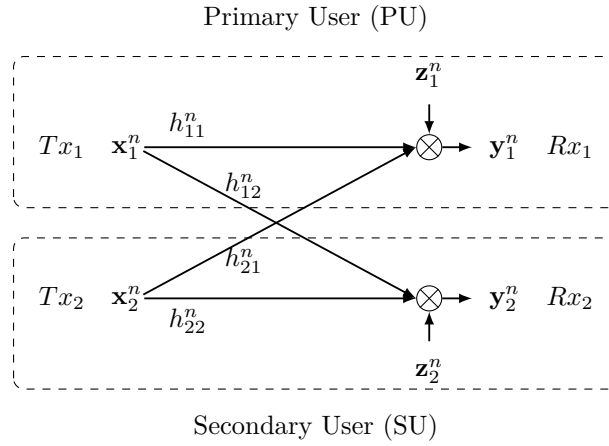 Primary User (PU)
z₁ⁿ
h₁₁ⁿ
Tx₁ x₁ⁿ ⊗ y₁ⁿ Rx₁
h₁₂ⁿ
h₂₁ⁿ
Tx₂ x₂ⁿ ⊗ y₂ⁿ Rx₂
h₂₂ⁿ
z₂ⁿ
Secondary User (SU)